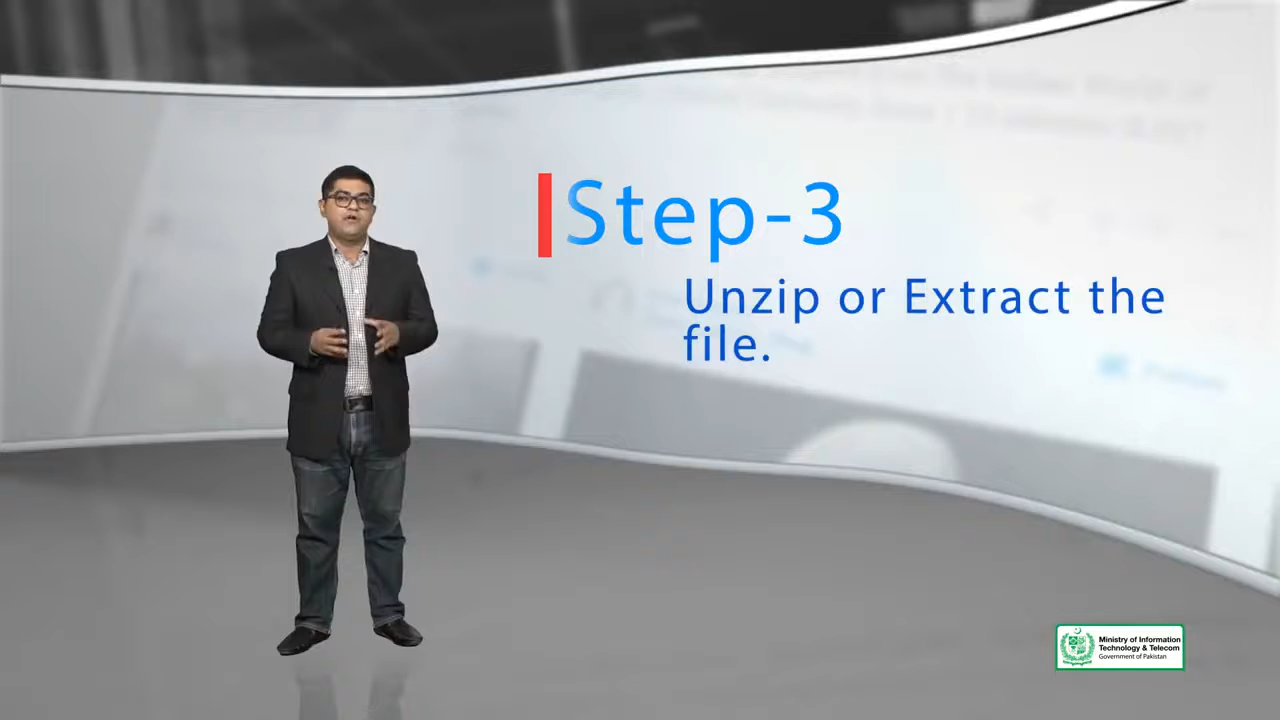 Step-3
Unzip or Extract the
file.
Ministry of Information
Technology & Telecom
Government of Pakistan